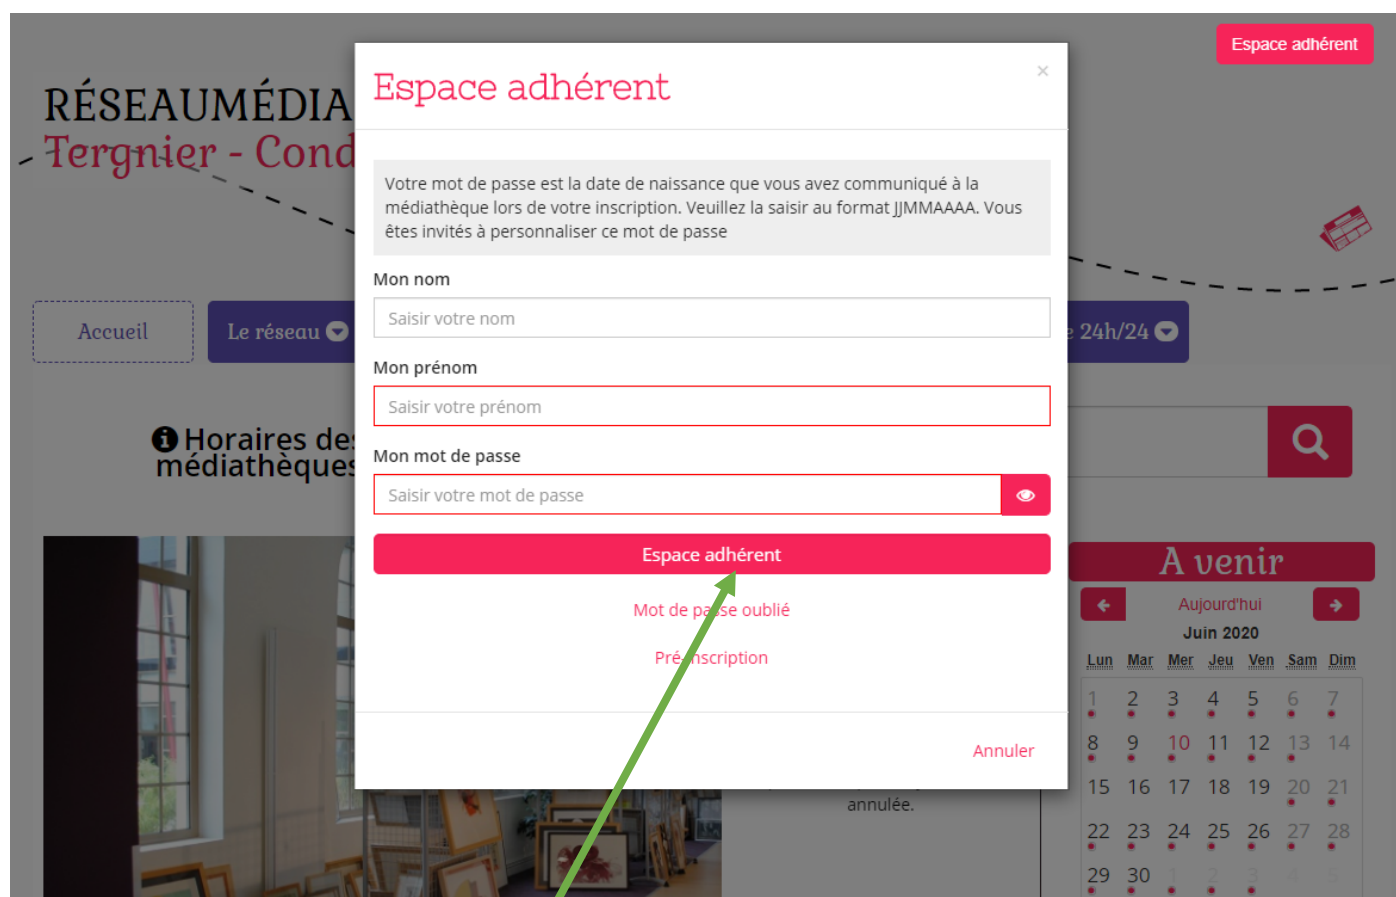 Espace adhérent
RÉSEAUMÉDIA
Tergnier - Cond
Espace adhérent
×
Votre mot de passe est la date de naissance que vous avez communiqué à la
médiathèque lors de votre inscription. Veuillez la saisir au format JJMMAAAA. Vous
êtes invités à personnaliser ce mot de passe
Mon nom
Saisir votre nom
Mon prénom
Saisir votre prénom
Mon mot de passe
Saisir votre mot de passe
Espace adhérent
Mot de passe oublié
Pré-inscription
Annuler
Accueil
Le réseau
e 24h/24
Horaires des
médiathèques
annulée.
A venir
Aujourd'hui
Juin 2020
Lun Mar Mer Jeu Ven Sam Dim
1 2 3 4 5 6 7
8 9 10 11 12 13 14
15 16 17 18 19 20 21
22 23 24 25 26 27 28
29 30 1 2 3 4 5